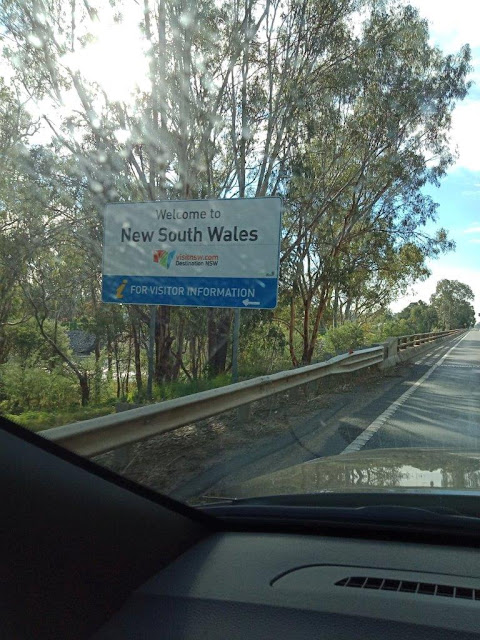 Welcome to
New South Wales
visitnsw.com
Destination NSW
i FOR VISITOR INFORMATION